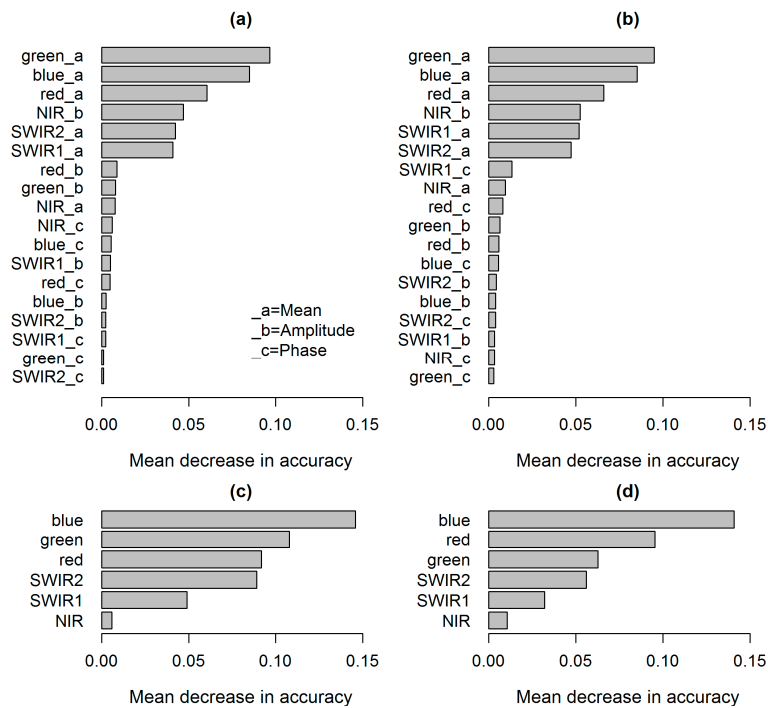 (a)
green_a
blue_a
red_a
NIR_b
SWIR2_a
SWIR1_a
red_b
green_b
NIR_a
NIR_c
blue_c
SWIR1_b
red_c
blue_b
SWIR2_b
SWIR1_c
green_c
SWIR2_c
_a=Mean
_b=Amplitude
_c=Phase
0.00 0.05 0.10 0.15
Mean decrease in accuracy
(b)
green_a
blue_a
red_a
NIR_b
SWIR1_a
SWIR2_a
SWIR1_c
NIR_a
red_c
green_b
red_b
blue_c
SWIR2_b
blue_b
SWIR2_c
SWIR1_b
NIR_c
green_c
0.00 0.05 0.10 0.15
Mean decrease in accuracy
(c)
blue
green
red
SWIR2
SWIR1
NIR
0.00 0.05 0.10 0.15
Mean decrease in accuracy
(d)
blue
red
green
SWIR2
SWIR1
NIR
0.00 0.05 0.10 0.15
Mean decrease in accuracy